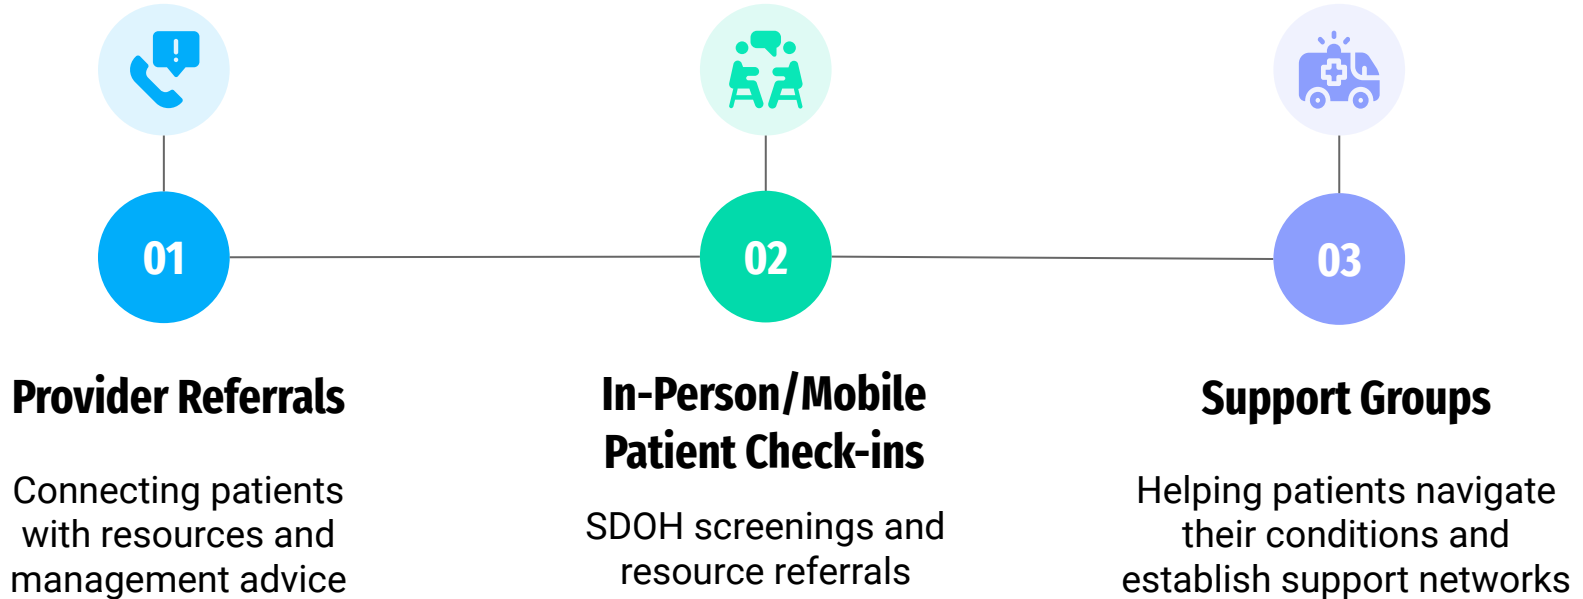 01
02
03
Provider Referrals
Connecting patients
with resources and
management advice
In-Person/Mobile
Patient Check-ins
SDOH screenings and
resource referrals
Support Groups
Helping patients navigate
their conditions and
establish support networks